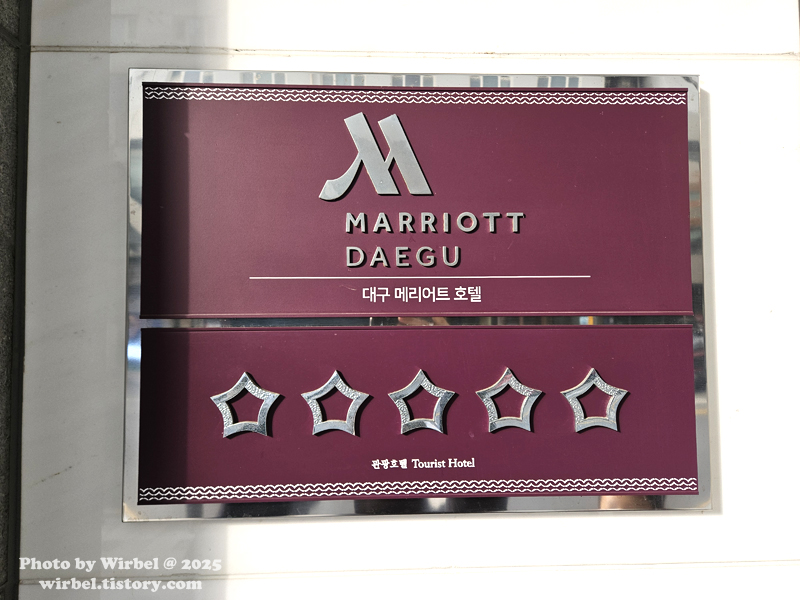 MARRIOTT
DAEGU
대구 메리어트 호텔
관광호텔 Tourist Hotel
Photo by Wirbel @ 2025
wirbel.tistory.com